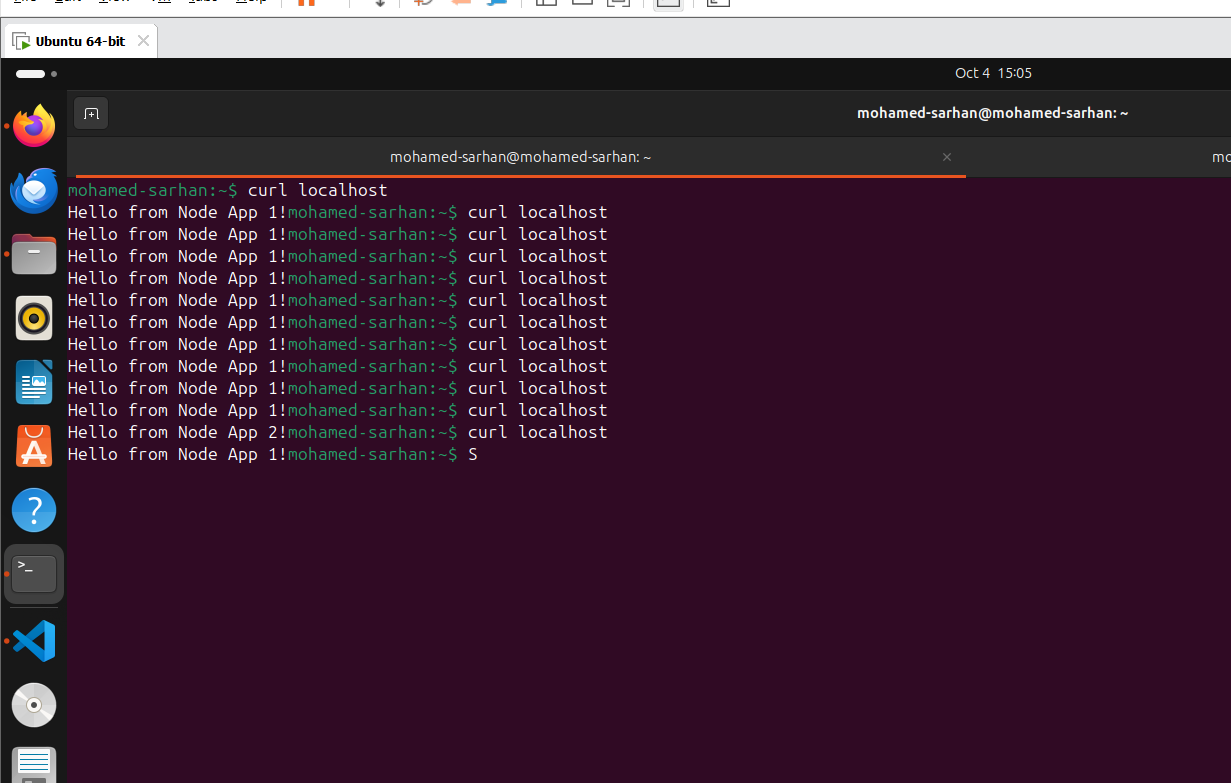 Ubuntu 64-bit
Oct 4 15:05
mohamed-sarhan@mohamed-sarhan: ~
mohamed-sarhan@mohamed-sarhan: ~
mohamed-sarhan:~$ curl localhost
Hello from Node App 1!mohamed-sarhan:~$ curl localhost
Hello from Node App 1!mohamed-sarhan:~$ curl localhost
Hello from Node App 1!mohamed-sarhan:~$ curl localhost
Hello from Node App 1!mohamed-sarhan:~$ curl localhost
Hello from Node App 1!mohamed-sarhan:~$ curl localhost
Hello from Node App 1!mohamed-sarhan:~$ curl localhost
Hello from Node App 1!mohamed-sarhan:~$ curl localhost
Hello from Node App 1!mohamed-sarhan:~$ curl localhost
Hello from Node App 1!mohamed-sarhan:~$ curl localhost
Hello from Node App 1!mohamed-sarhan:~$ curl localhost
Hello from Node App 2!mohamed-sarhan:~$ curl localhost
Hello from Node App 1!mohamed-sarhan:~$ S